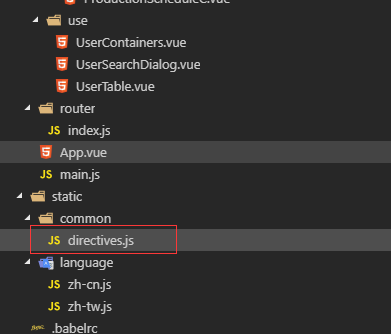 ProductionScheduleC.vue
use
UserContainers.vue
UserSearchDialog.vue
UserTable.vue
router
JS index.js
App.vue
JS main.js
static
common
JS directives.js
language
JS zh-cn.js
JS zh-tw.js
.babelrc